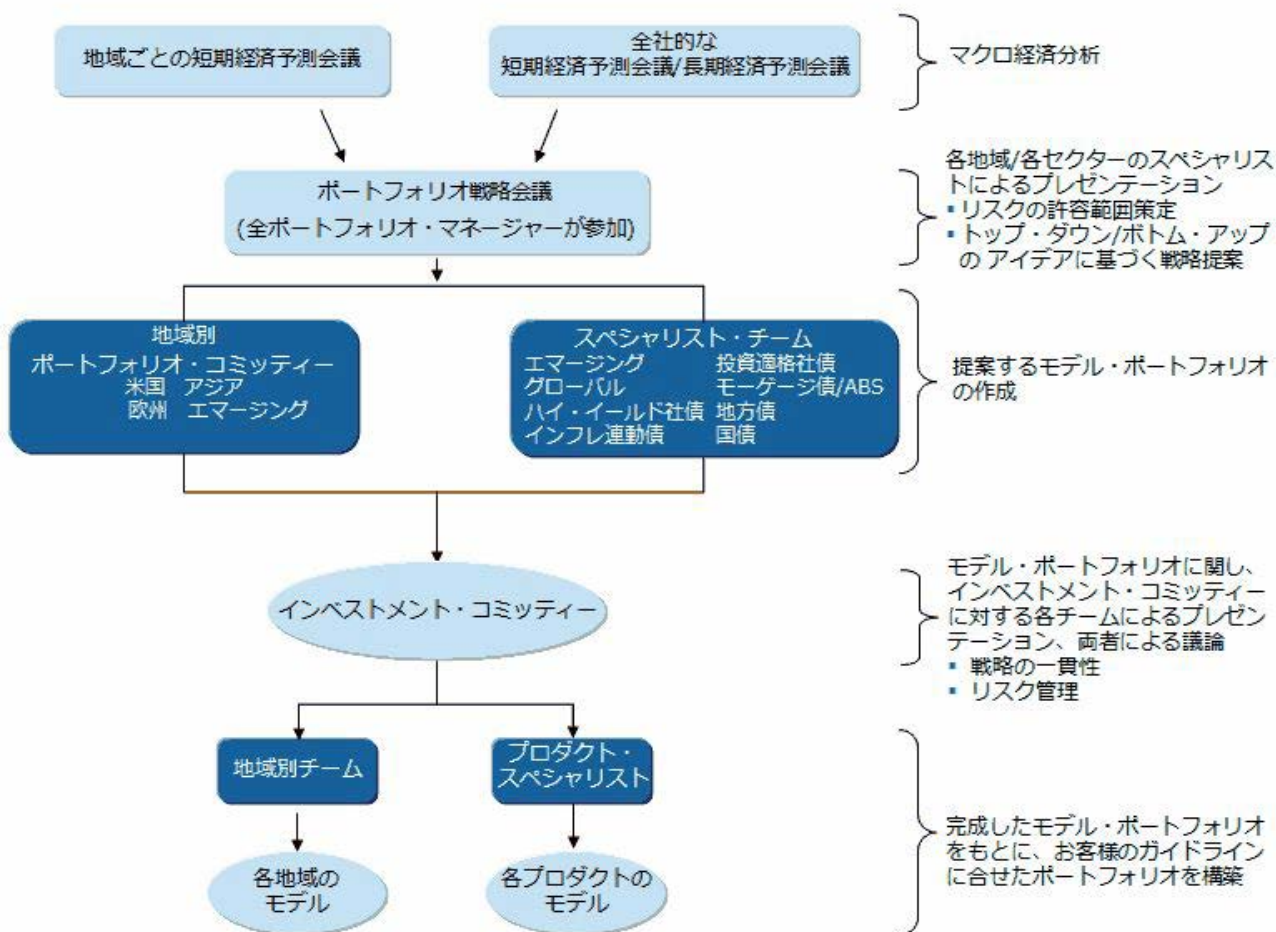 地域ごとの短期経済予測会議
全社的な
短期経済予測会議/長期経済予測会議
マクロ経済分析
ポートフォリオ戦略会議
(全ポートフォリオ・マネージャーが参加)
各地域/各セクターのスペシャリス
トによるプレゼンテーション
▪ リスクの許容範囲策定
▪ トップ・ダウン/ボトム・アップ
の アイデアに基づく戦略提案
地域別
ポートフォリオ・コミッティー
米国 アジア
欧州 エマージング
スペシャリスト・チーム
エマージング 投資適格社債
グローバル モーゲージ債/ABS
ハイ・イールド社債 地方債
インフレ連動債 国債
提案するモデル・ポートフォリオ
の作成
インベストメント・コミッティー
モデル・ポートフォリオに関し、
インベストメント・コミッティー
に対する各チームによるプレゼン
テーション、両者による議論
▪ 戦略の一貫性
▪ リスク管理
地域別チーム
プロダクト・
スペシャリスト
各地域の
モデル
各プロダクトの
モデル
完成したモデル・ポートフォリオ
をもとに、お客様のガイドライン
に合せたポートフォリオを構築